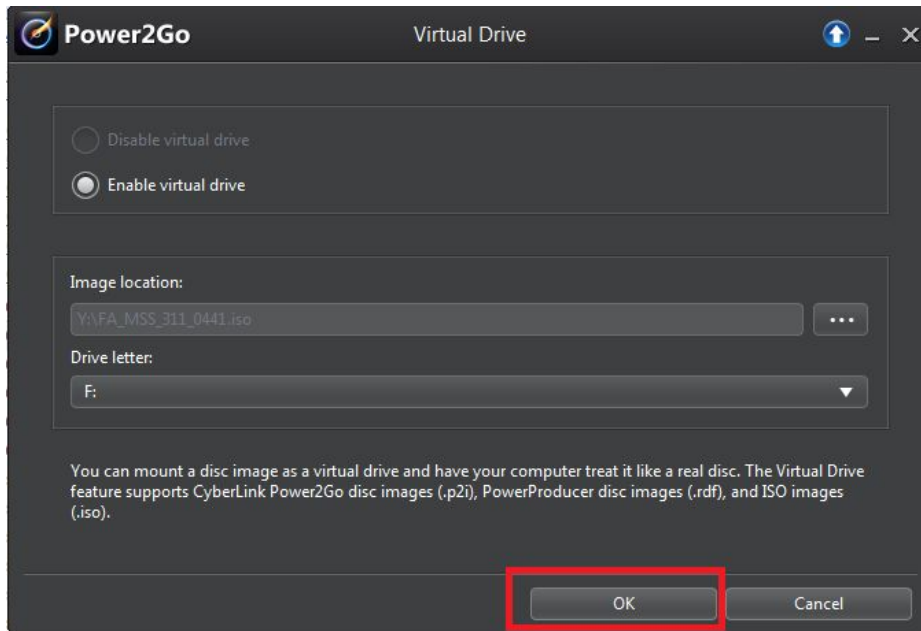 Power2Go Virtual Drive
Disable virtual drive
Enable virtual drive
Image location:
Y:\FA_MSS_311_0441.iso
...
Drive letter:
F:
You can mount a disc image as a virtual drive and have your computer treat it like a real disc. The Virtual Drive
feature supports CyberLink Power2Go disc images (.p2i), PowerProducer disc images (.rdf), and ISO images
(.iso).
OK Cancel